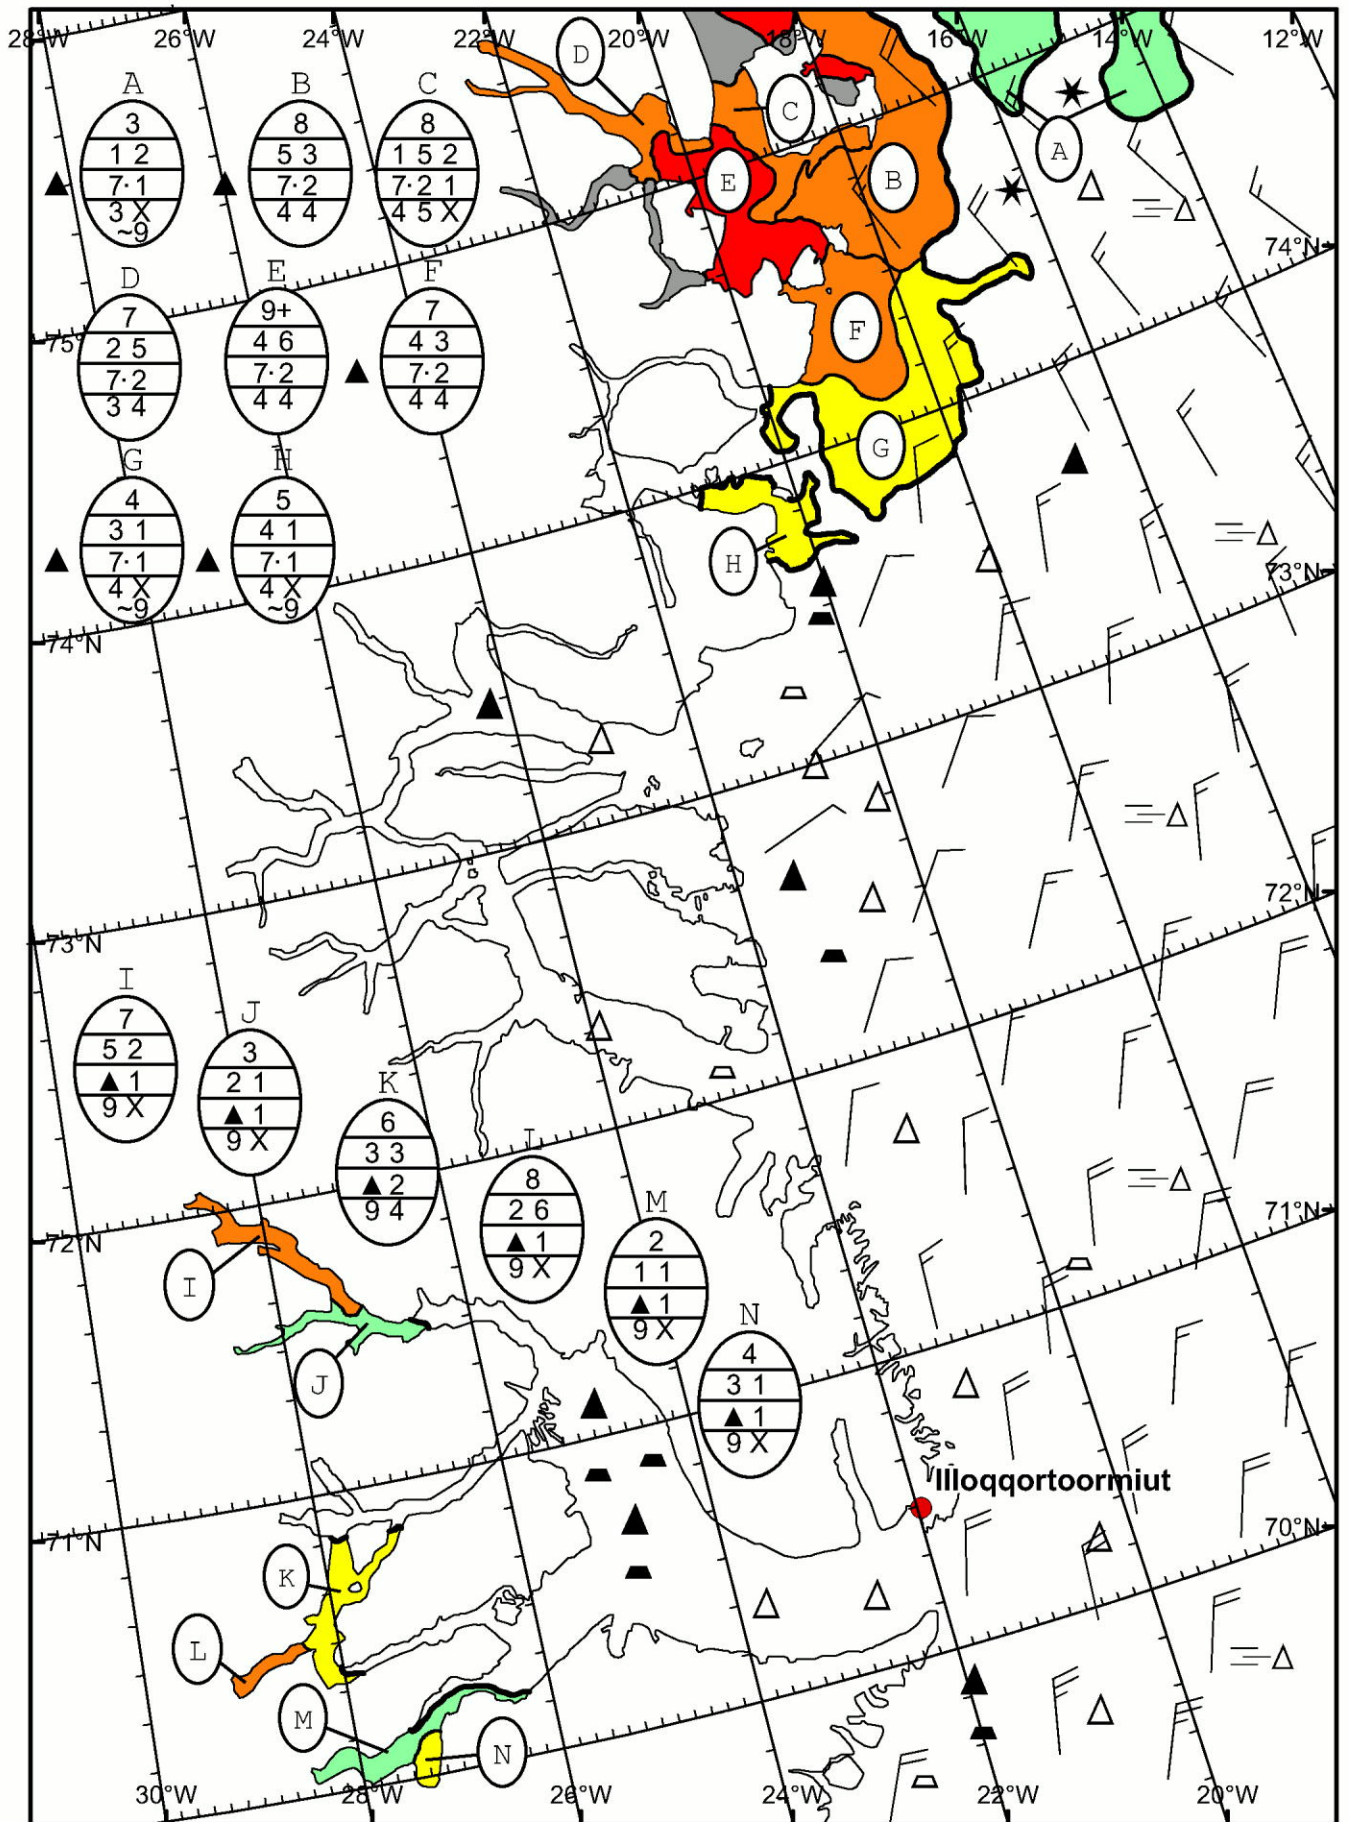 28°W 26°W 24°W 22°W 20°W 18°W 16°W 14°W 12°W
D
C
A
B
E
A
3
1 2
7· 1
3 X
~9
B
8
5 3
7· 2
4 4
C
8
1 5 2
7· 2 1
4 5 X
74°N
D
7
2 5
7· 2
3 4
E
9+
4 6
7· 2
4 4
F
7
4 3
7· 2
4 4
75°
F
G
H
G
4
3 1
7· 1
4 X
~9
H
5
4 1
7· 1
4 X
~9
73°N
74°N
72°N
73°N
I
7
5 2
▲ 1
9 X
J
3
2 1
▲ 1
9 X
K
6
3 3
▲ 2
9 4
L
8
2 6
▲ 1
9 X
M
2
1 1
▲ 1
9 X
N
4
3 1
▲ 1
9 X
71°N
72°N
I
J
Illoqqortoormiut
70°N
71°N
K
L
M
N
30°W 28°W 26°W 24°W 22°W 20°W